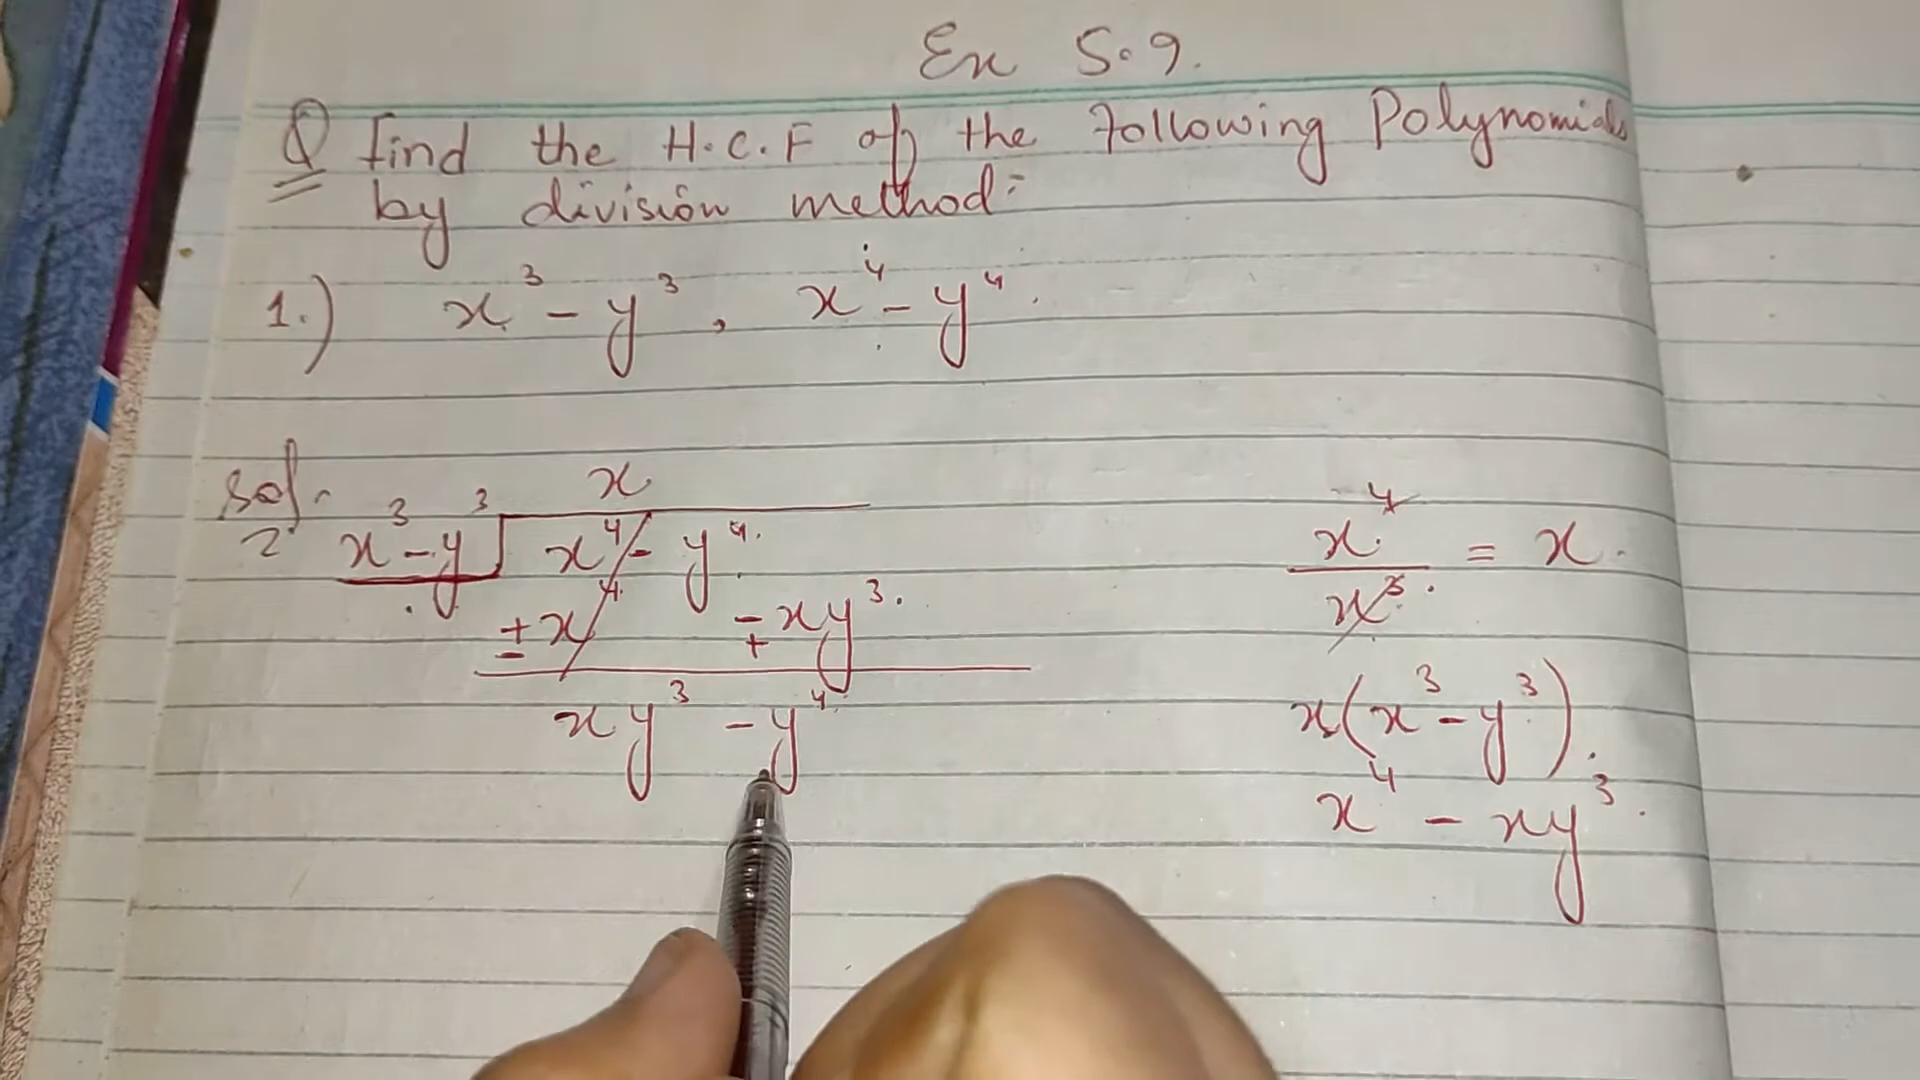 Ex 5.9.
Q find the H.C.F of the following Polynomials
by division method:-
1.) x³ - y³, x⁴ - y⁴.
Sol.
x
x³-y³ x⁴ - y⁴.
± x⁴ - xy³.
- +
xy³ - y⁴
x⁴
x³ = x.
x(x³ - y³).
x⁴ - xy³.